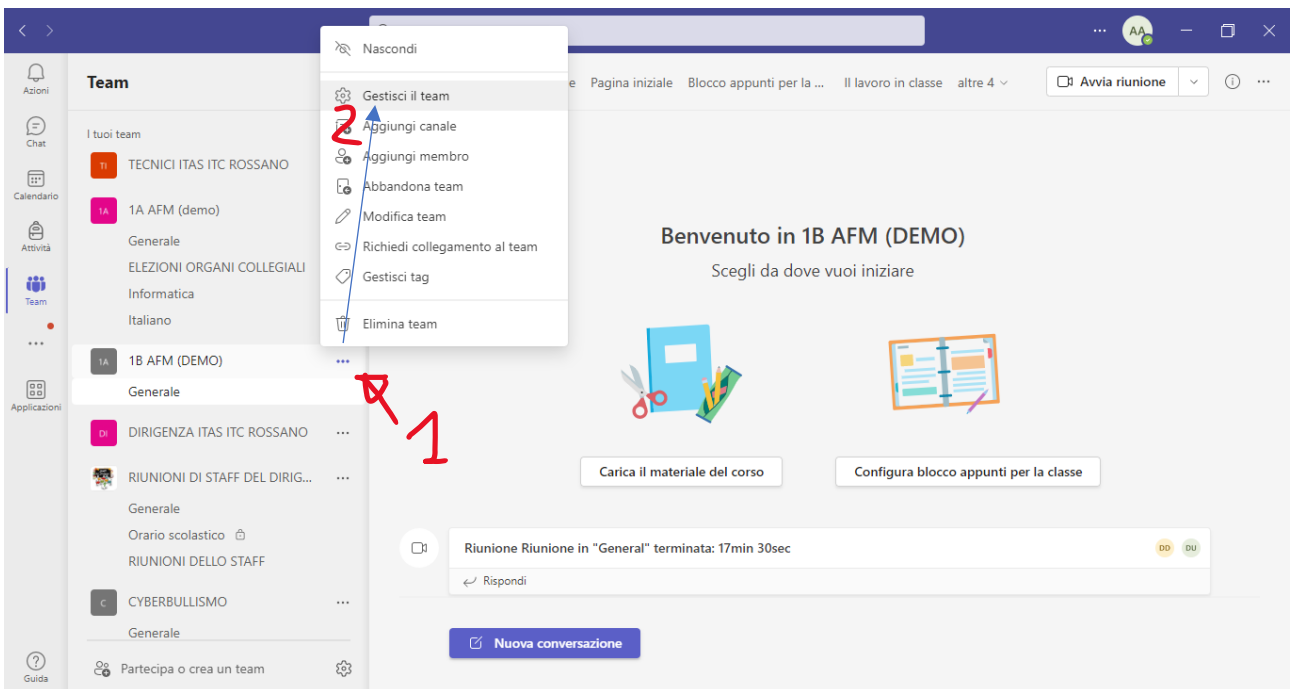 AA
Azioni
Chat
Calendario
Attività
Team
Applicazioni
Guida
Team
I tuoi team
TI TECNICI ITAS ITC ROSSANO
1A 1A AFM (demo)
Generale
ELEZIONI ORGANI COLLEGIALI
Informatica
Italiano
1A 1B AFM (DEMO)
Generale
DI DIRIGENZA ITAS ITC ROSSANO
RIUNIONI DI STAFF DEL DIRIG...
Generale
Orario scolastico
RIUNIONI DELLO STAFF
C CYBERBULLISMO
Generale
Partecipa o crea un team
Nascondi
Gestisci il team
2
Aggiungi canale
Aggiungi membro
Abbandona team
Modifica team
Richiedi collegamento al team
Gestisci tag
Elimina team
1
e Pagina iniziale Blocco appunti per la ... Il lavoro in classe altre 4 Avvia riunione
Benvenuto in 1B AFM (DEMO)
Scegli da dove vuoi iniziare
Carica il materiale del corso Configura blocco appunti per la classe
Riunione Riunione in "General" terminata: 17min 30sec DD DU
Rispondi
Nuova conversazione